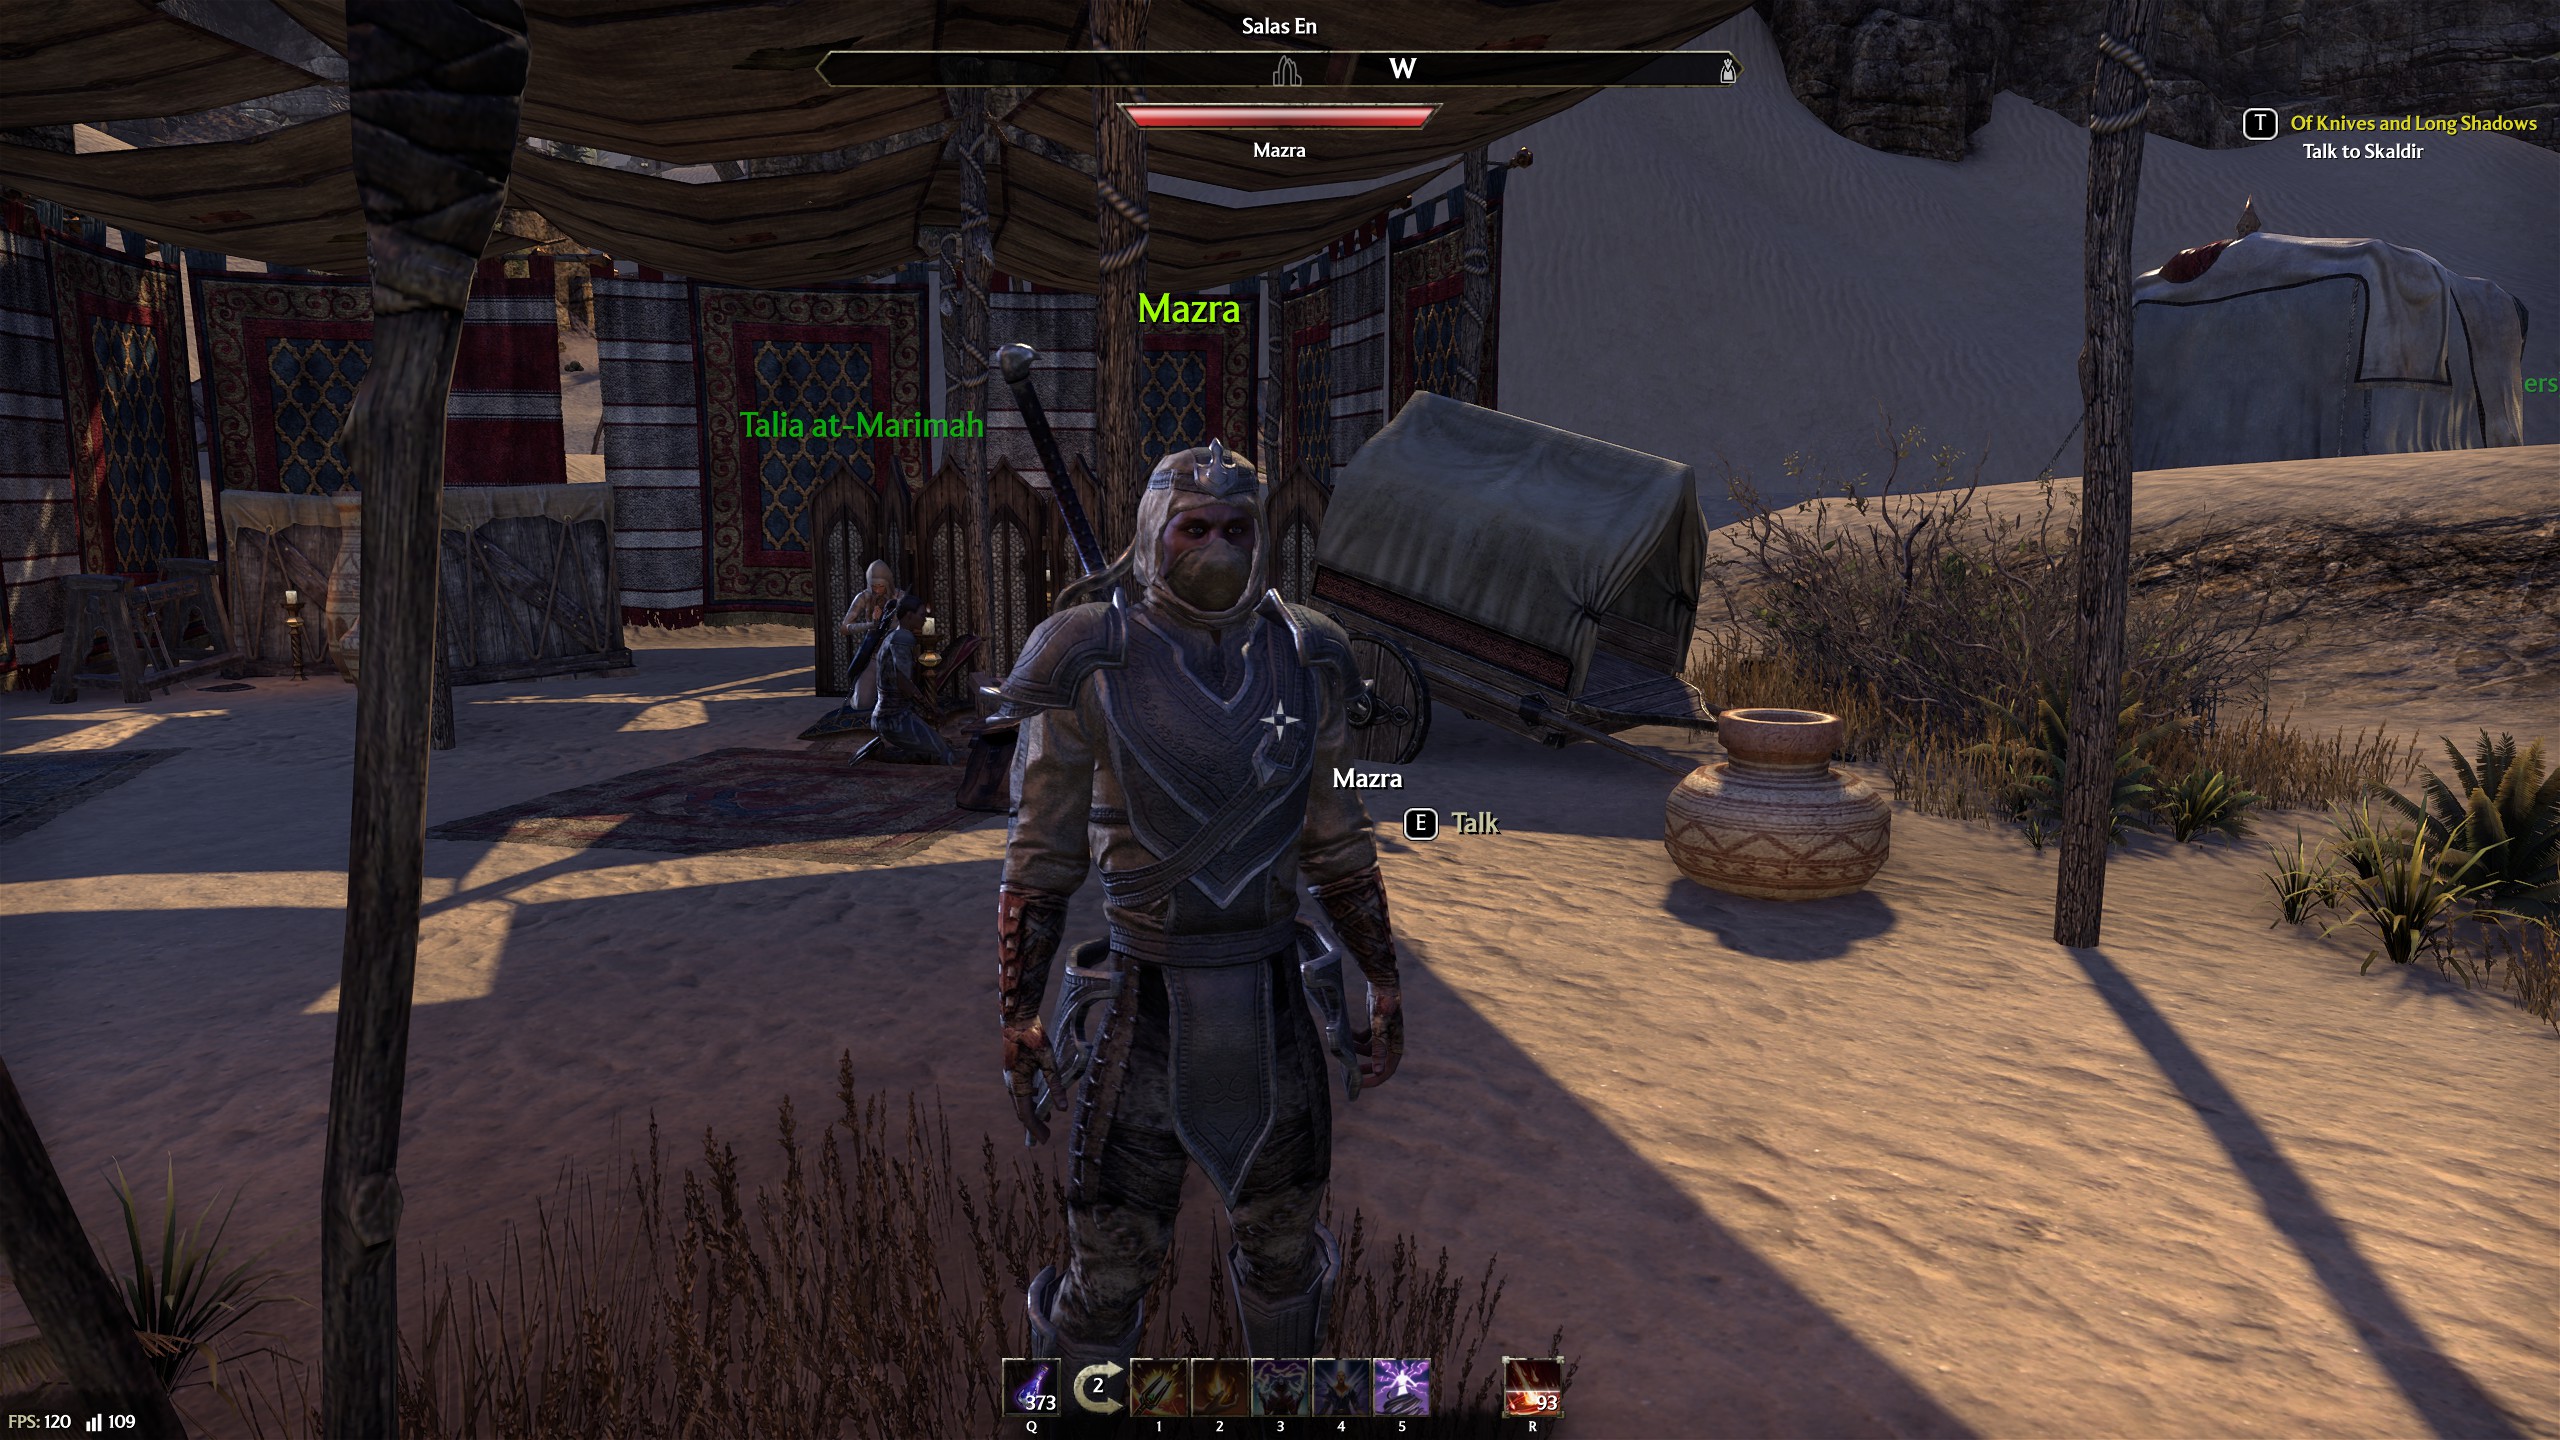 Salas En
W
Mazra
T Of Knives and Long Shadows
Talk to Skaldir
Mazra
ers
Talia at-Marimah
Mazra
E Talk
373
2
93
Q
1
2
3
4
5
R
FPS: 120
109